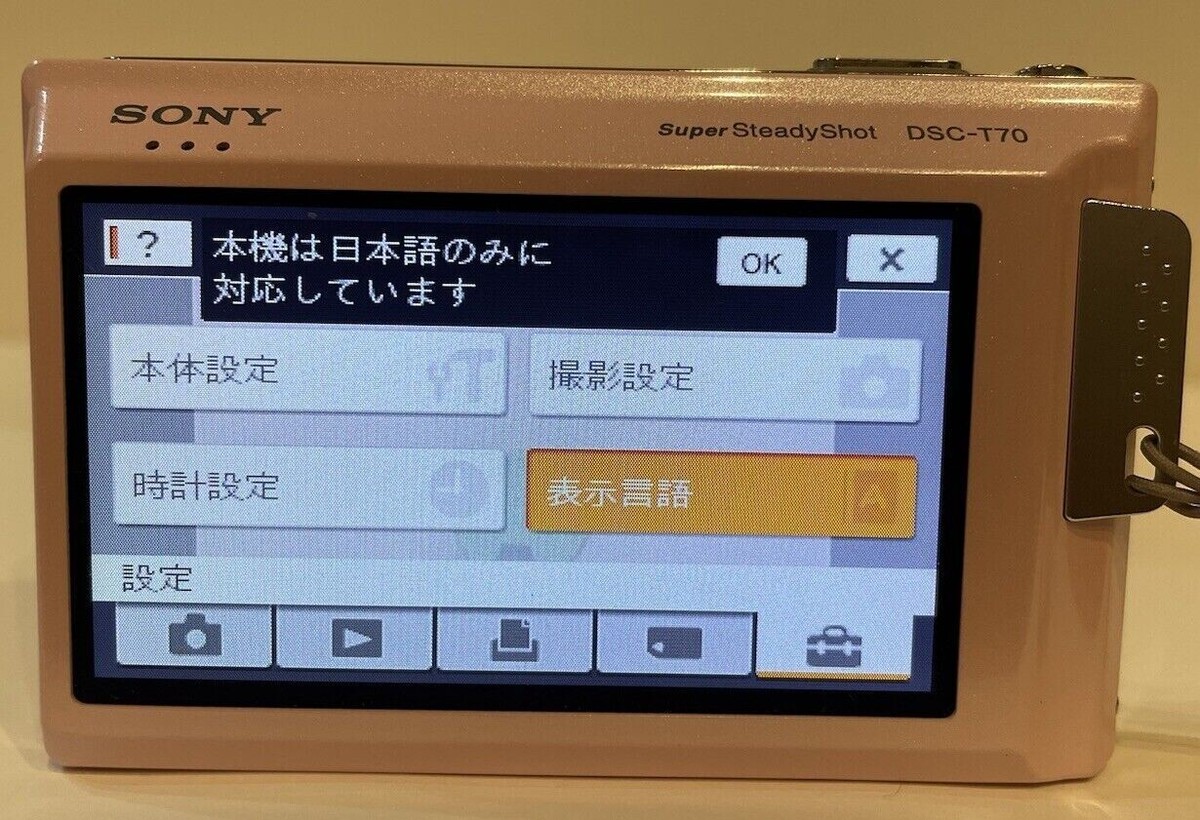 SONY
Super SteadyShot DSC-T70
?
本機は日本語のみに
対応しています
OK
×
本体設定
撮影設定
時計設定
表示言語
設定